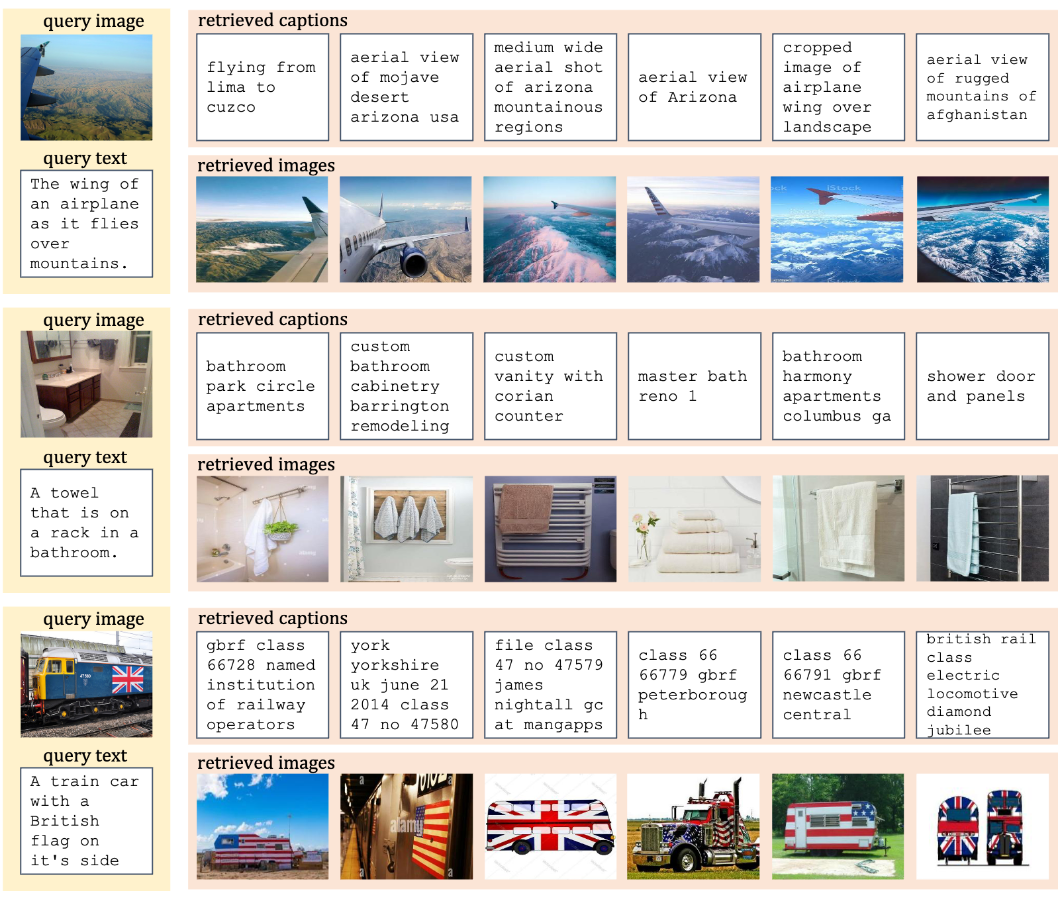 query image
retrieved captions
flying from
lima to
cuzco
aerial view
of mojave
desert
arizona usa
medium wide
aerial shot
of arizona
mountainous
regions
aerial view
of Arizona
cropped
image of
airplane
wing over
landscape
aerial view
of rugged
mountains of
afghanistan
query text
The wing of
an airplane
as it flies
over
mountains.
retrieved images
iStock
query image
retrieved captions
bathroom
park circle
apartments
custom
bathroom
cabinetry
barrington
remodeling
custom
vanity with
corian
counter
master bath
reno 1
bathroom
harmony
apartments
columbus ga
shower door
and panels
query text
A towel
that is on
a rack in a
bathroom.
retrieved images
query image
retrieved captions
gbrf class
66728 named
institution
of railway
operators
york
yorkshire
uk june 21
2014 class
47 no 47580
file class
47 no 47579
james
nightall gc
at mangapps
class 66
66779 gbrf
peterboroug
h
class 66
66791 gbrf
newcastle
central
british rail
class
electric
locomotive
diamond
jubilee
query text
A train car
with a
British
flag on
it's side
retrieved images
alamy
a
a